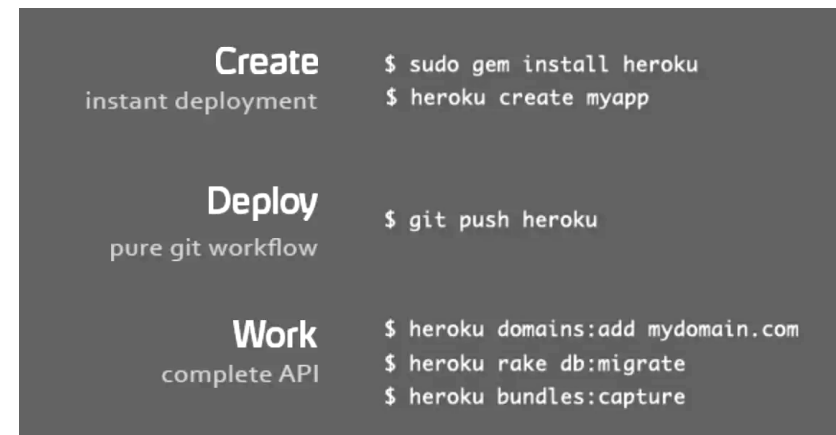 Create
instant deployment
$ sudo gem install heroku
$ heroku create myapp
Deploy
pure git workflow
$ git push heroku
Work
complete API
$ heroku domains:add mydomain.com
$ heroku rake db:migrate
$ heroku bundles:capture